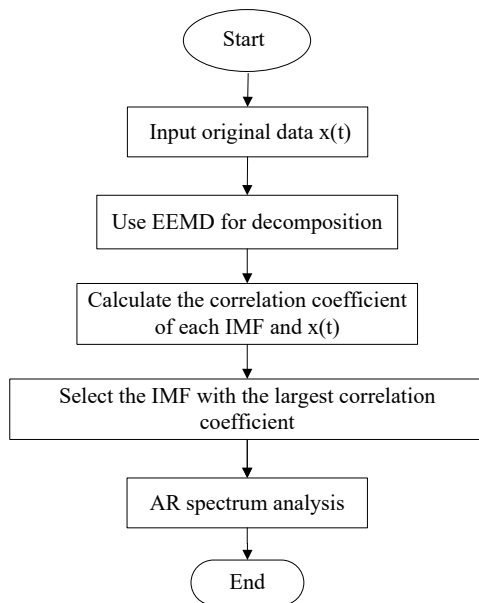 Start
Input original data x(t)
Use EEMD for decomposition
Calculate the correlation coefficient
of each IMF and x(t)
Select the IMF with the largest correlation
coefficient
AR spectrum analysis
End